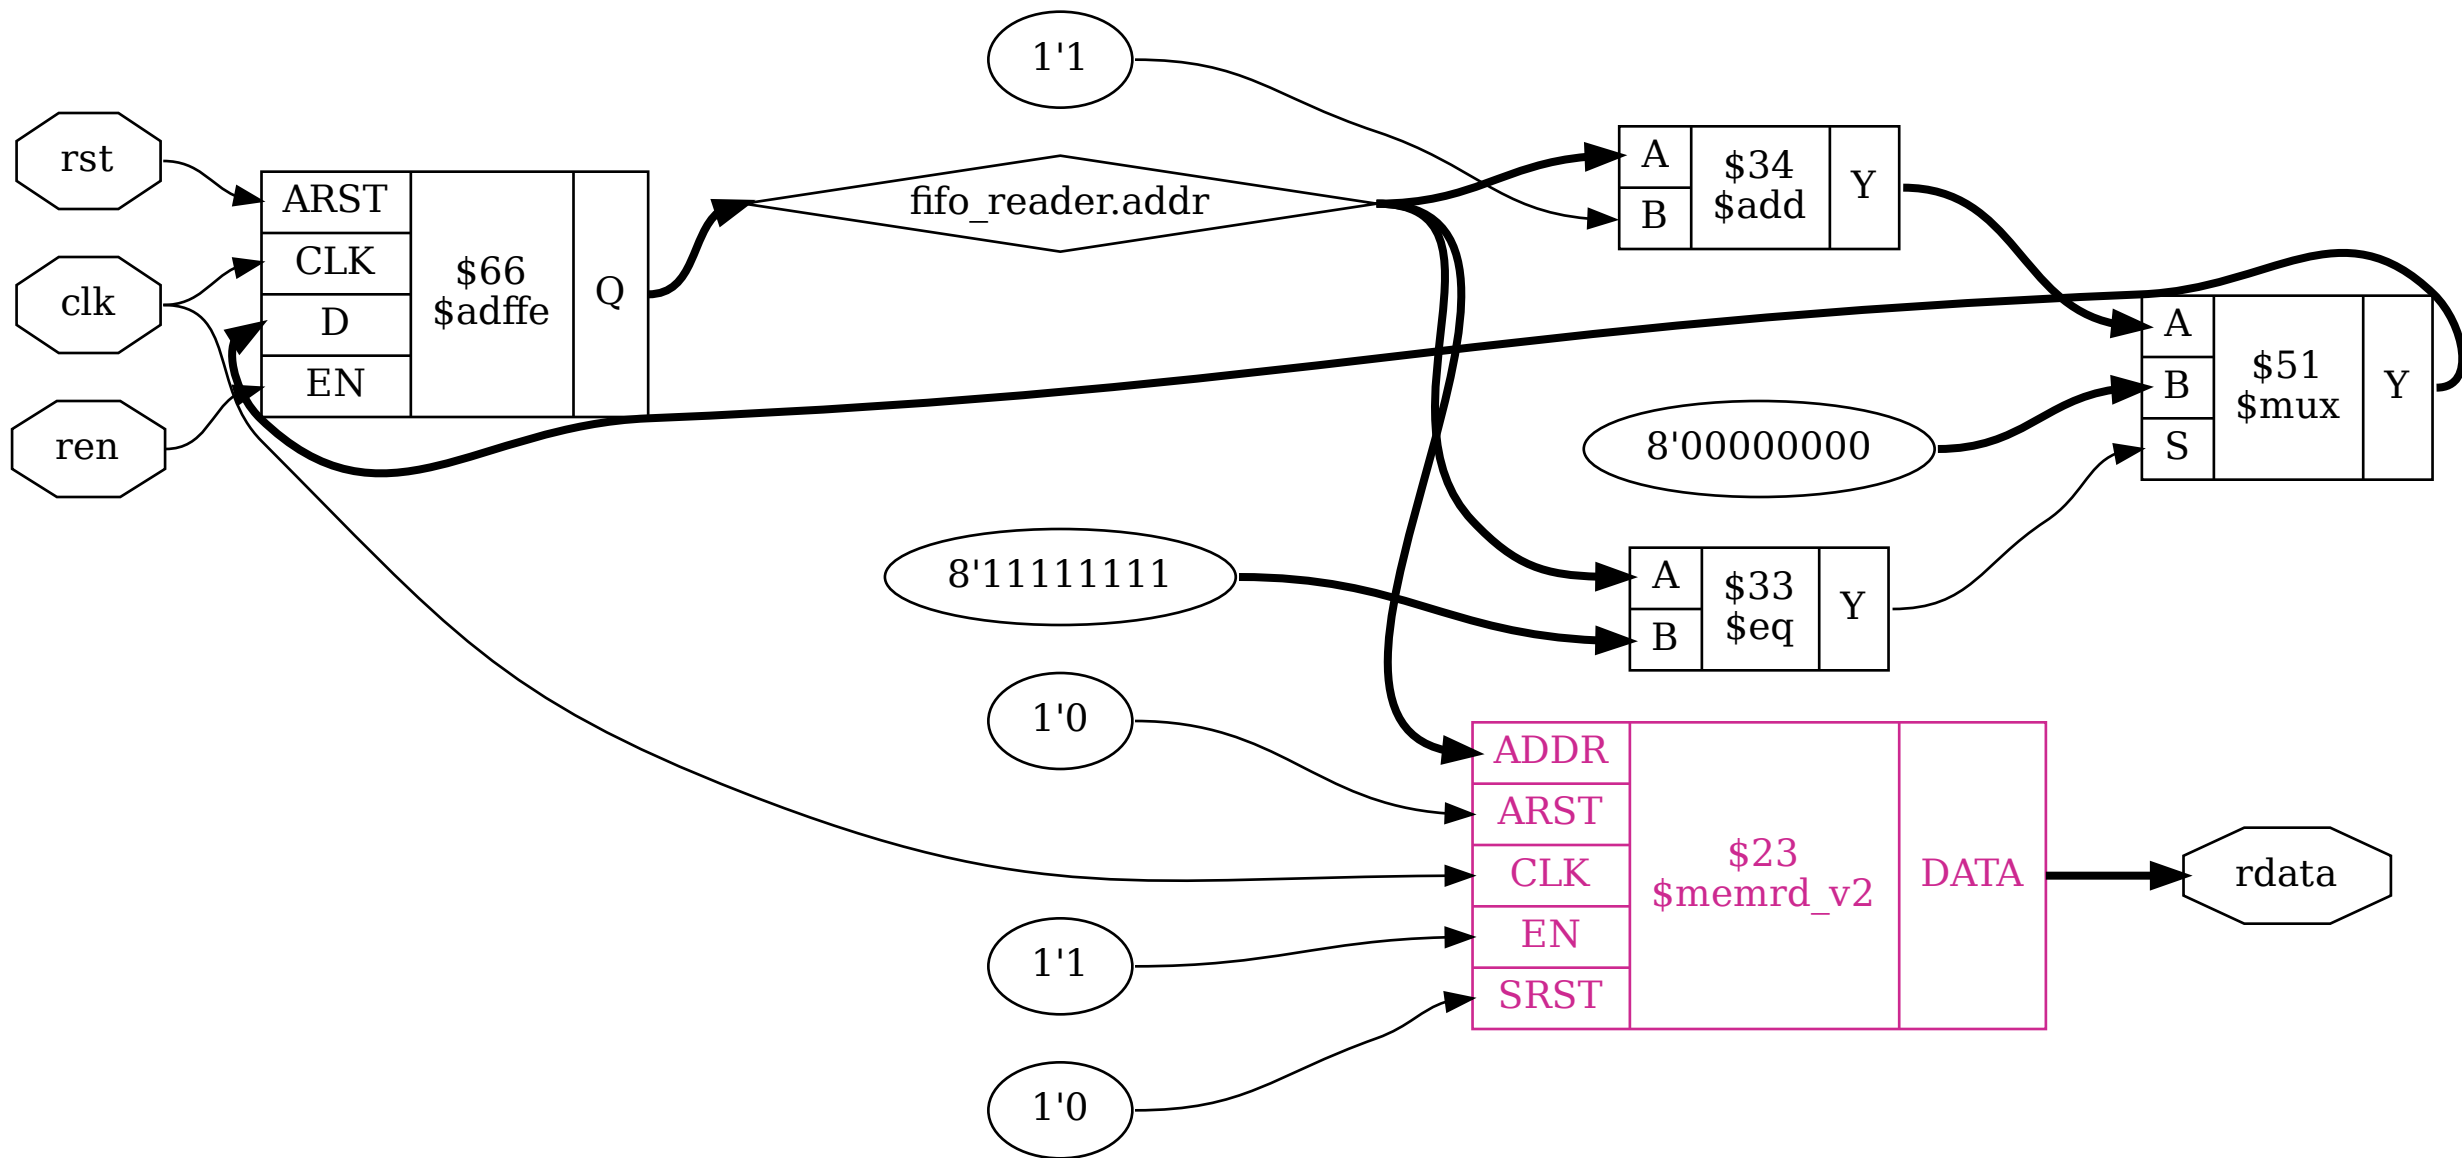 rst
clk
ren
ARST
CLK
D
EN
$66
$adffe
Q
1'1
fifo_reader.addr
8'11111111
1'0
1'1
1'0
A
B
$34
$add
Y
8'00000000
A
B
$33
$eq
Y
ADDR
ARST
CLK
EN
SRST
$23
$memrd_v2
DATA
A
B
S
$51
$mux
Y
rdata